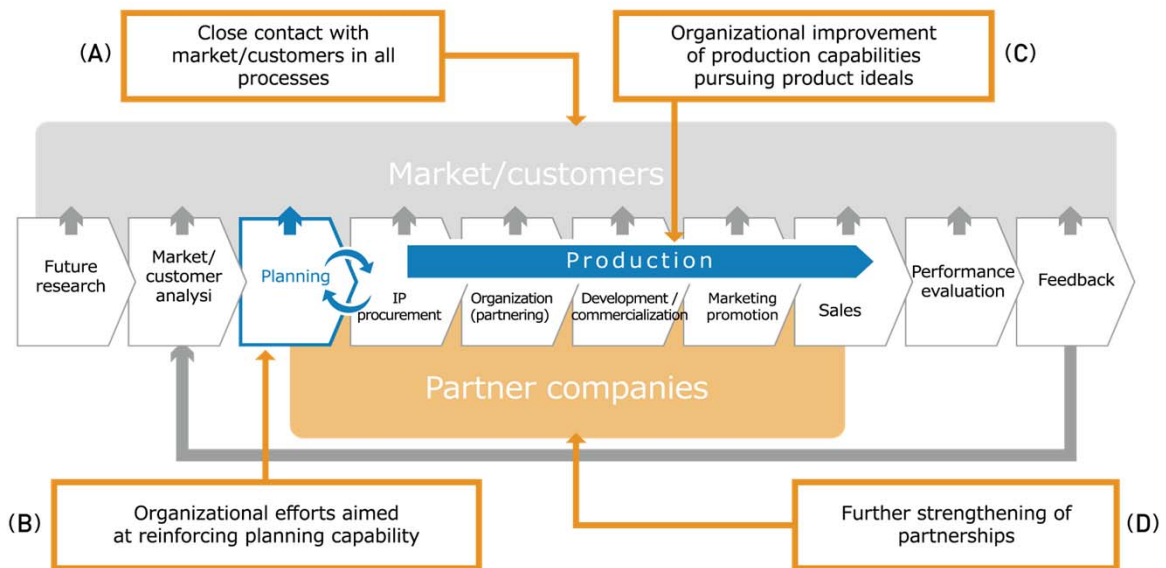 (A)
Close contact with
market/customers in all
processes
Organizational improvement
of production capabilities
pursuing product ideals
(C)
Market/customers
Future
research
Market/
customer
analysi
Planning
Production
IP
procurement
Organization
(partnering)
Development /
commercialization
Marketing
promotion
Sales
Performance
evaluation
Feedback
Partner companies
(B)
Organizational efforts aimed
at reinforcing planning capability
Further strengthening of
partnerships
(D)